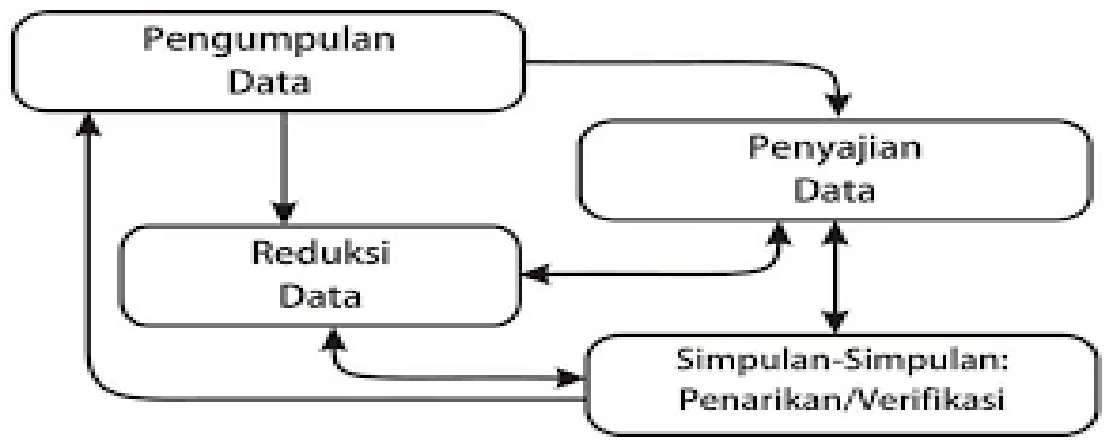 Pengumpulan
Data
Penyajian
Data
Reduksi
Data
Simpulan-Simpulan:
Penarikan/Verifikasi